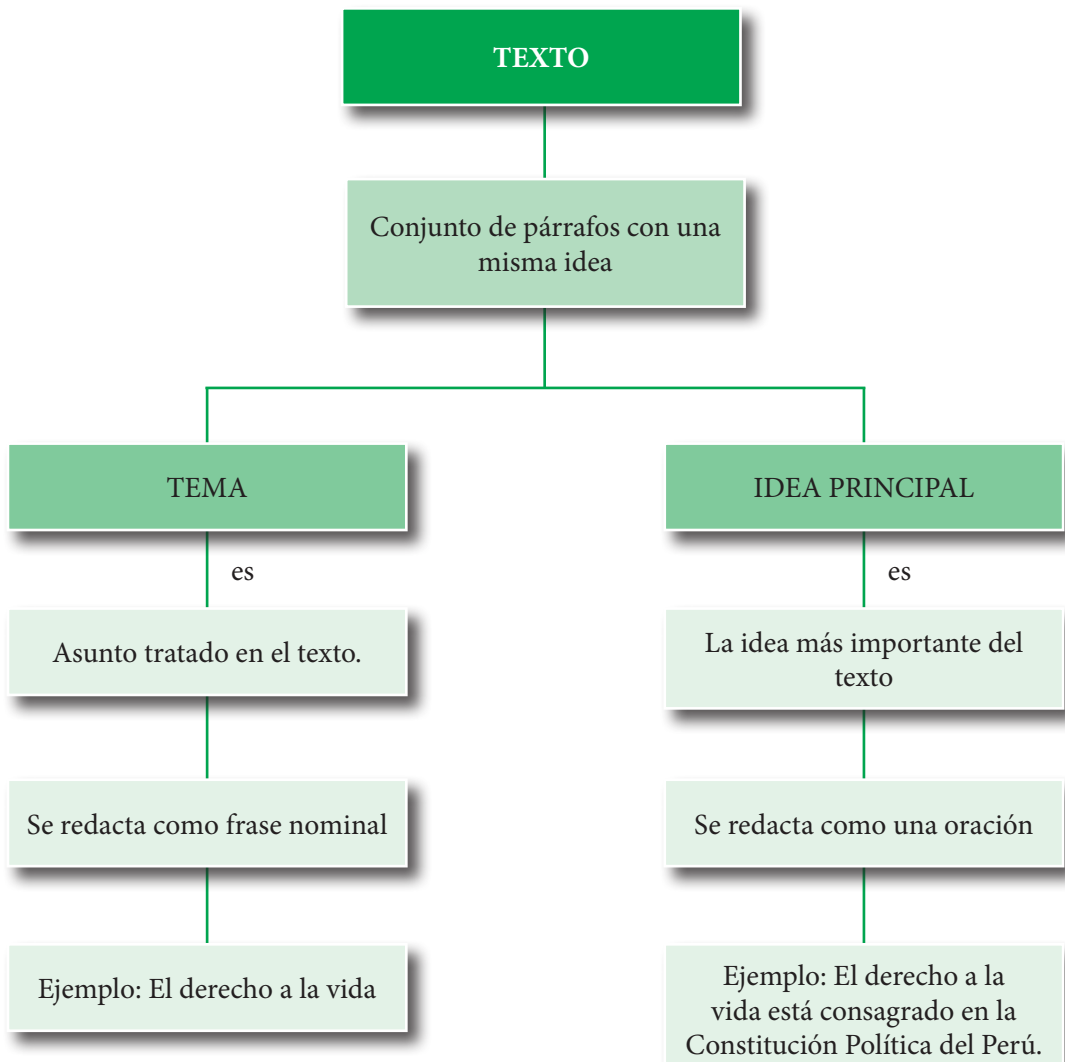 TEXTO
Conjunto de párrafos con una
misma idea
TEMA
IDEA PRINCIPAL
es
es
Asunto tratado en el texto.
La idea más importante del
texto
Se redacta como frase nominal
Se redacta como una oración
Ejemplo: El derecho a la vida
Ejemplo: El derecho a la
vida está consagrado en la
Constitución Política del Perú.